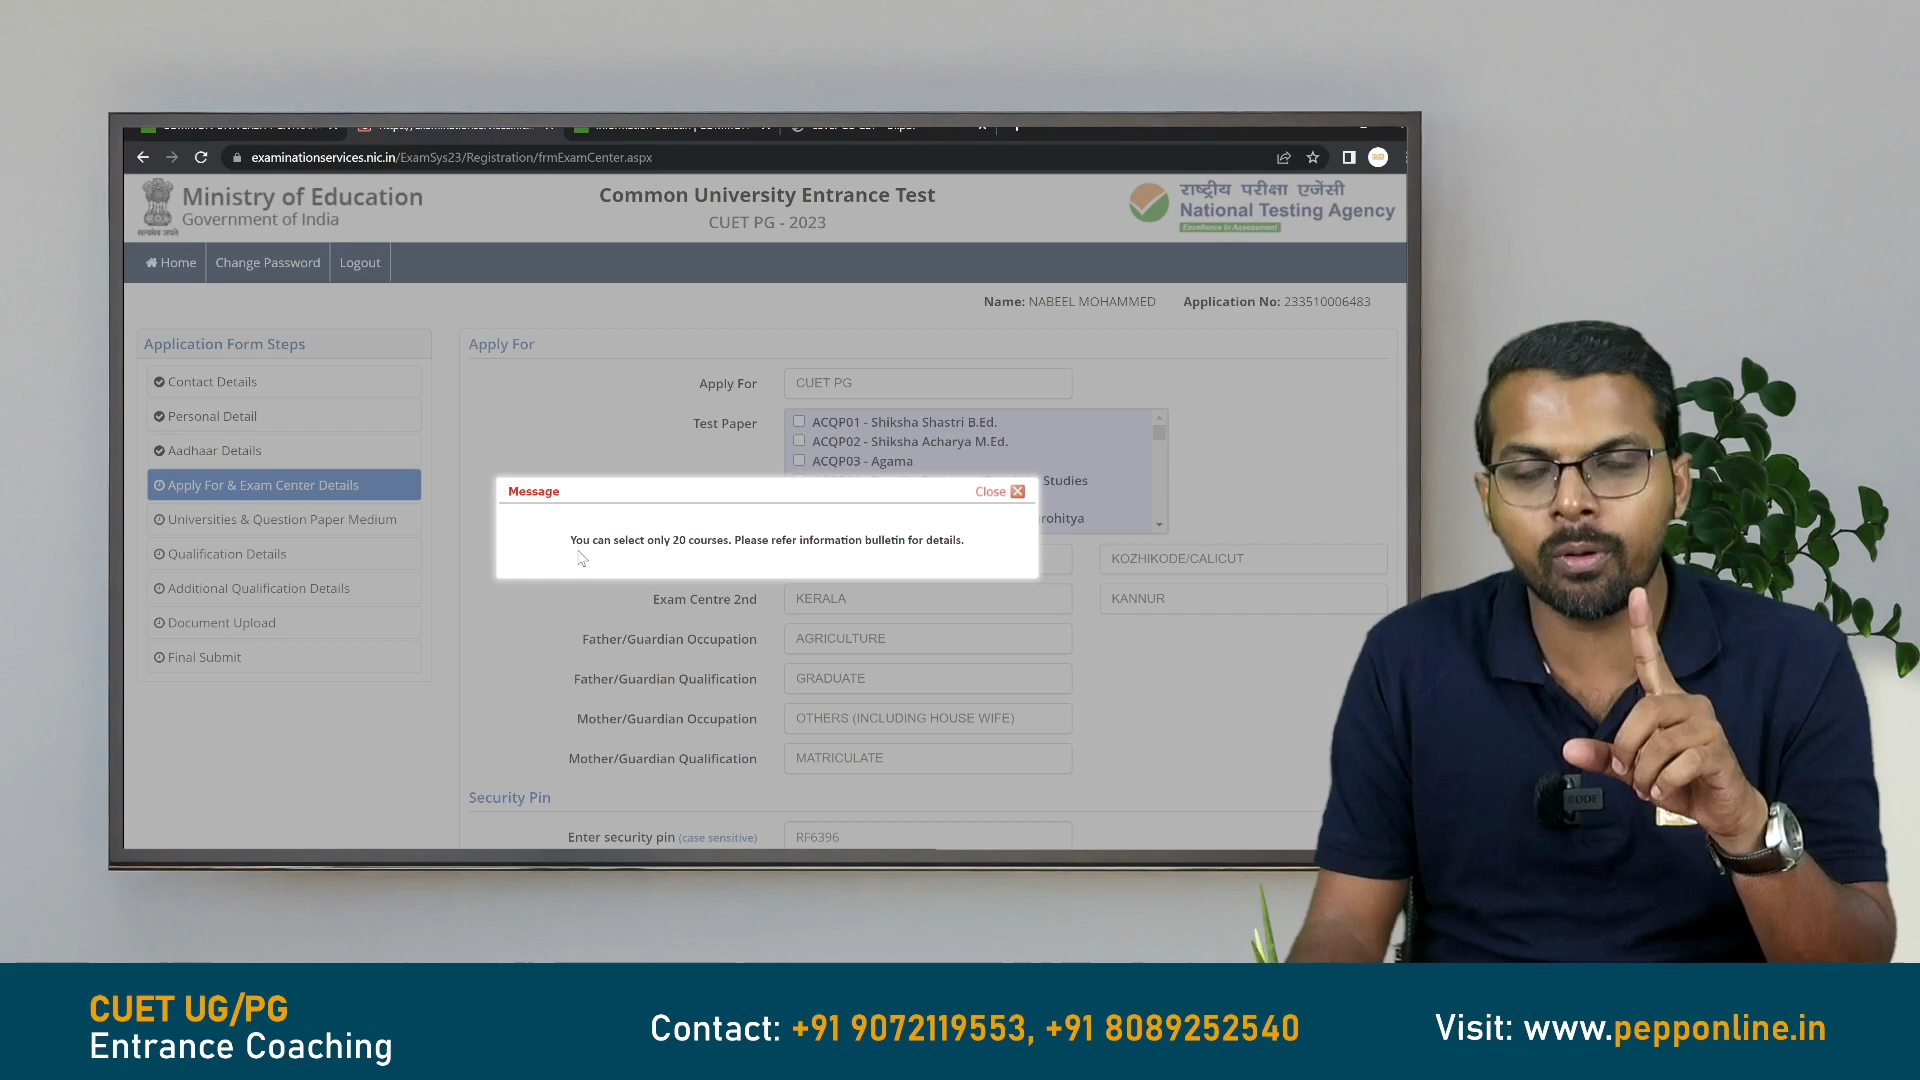 examinationservices.nic.in/ExamSys23/Registration/frmExamCenter.aspx
Ministry of Education
Government of India
सत्यमेव जयते
Common University Entrance Test
CUET PG - 2023
राष्ट्रीय परीक्षा एजेंसी
National Testing Agency
Excellence in Assessment
Home
Change Password
Logout
Name: NABEEL MOHAMMED
Application No: 233510006483
Application Form Steps
Contact Details
Personal Detail
Aadhaar Details
Apply For & Exam Center Details
Universities & Question Paper Medium
Qualification Details
Additional Qualification Details
Document Upload
Final Submit
Apply For
Apply For CUET PG
Test Paper
ACQP01 - Shiksha Shastri B.Ed.
ACQP02 - Shiksha Acharya M.Ed.
ACQP03 - Agama
Studies
Message
Close
You can select only 20 courses. Please refer information bulletin for details.
KOZHIKODE/CALICUT
Exam Centre 2nd KERALA KANNUR
Father/Guardian Occupation AGRICULTURE
Father/Guardian Qualification GRADUATE
Mother/Guardian Occupation OTHERS (INCLUDING HOUSE WIFE)
Mother/Guardian Qualification MATRICULATE
Security Pin
Enter security pin (case sensitive) RF6396
RODE
CUET UG/PG
Entrance Coaching
Contact: +91 9072119553, +91 8089252540
Visit: www.pepponline.in